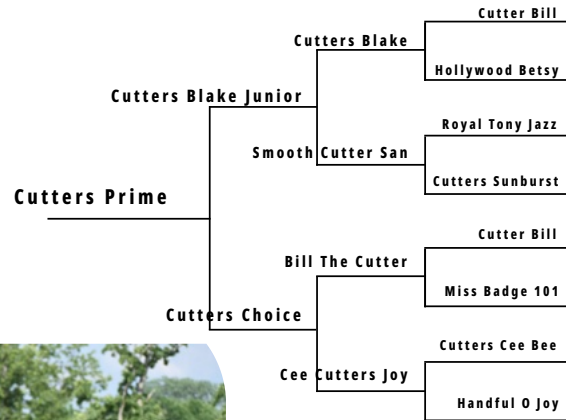 Cutter Bill
Cutters Blake
Hollywood Betsy
Cutters Blake Junior
Royal Tony Jazz
Smooth Cutter San
Cutters Sunburst
Cutters Prime
Cutter Bill
Bill The Cutter
Miss Badge 101
Cutters Choice
Cutters Cee Bee
Cee Cutters Joy
Handful O Joy